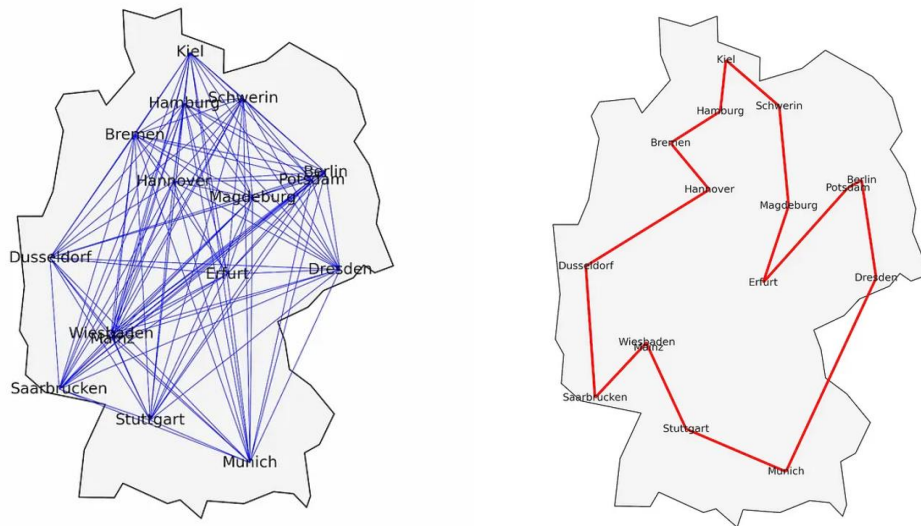 Kiel
Hamburg
Schwerin
Bremen
Hannover
Berlin
Potsdam
Magdeburg
Dusseldorf
Erfurt
Dresden
Wiesbaden
Mainz
Saarbrucken
Stuttgart
Munich
Kiel
Schwerin
Hamburg
Bremen
Hannover
Berlin
Potsdam
Magdeburg
Dusseldorf
Erfurt
Dresden
Wiesbaden
Mainz
Saarbrucken
Stuttgart
Munich